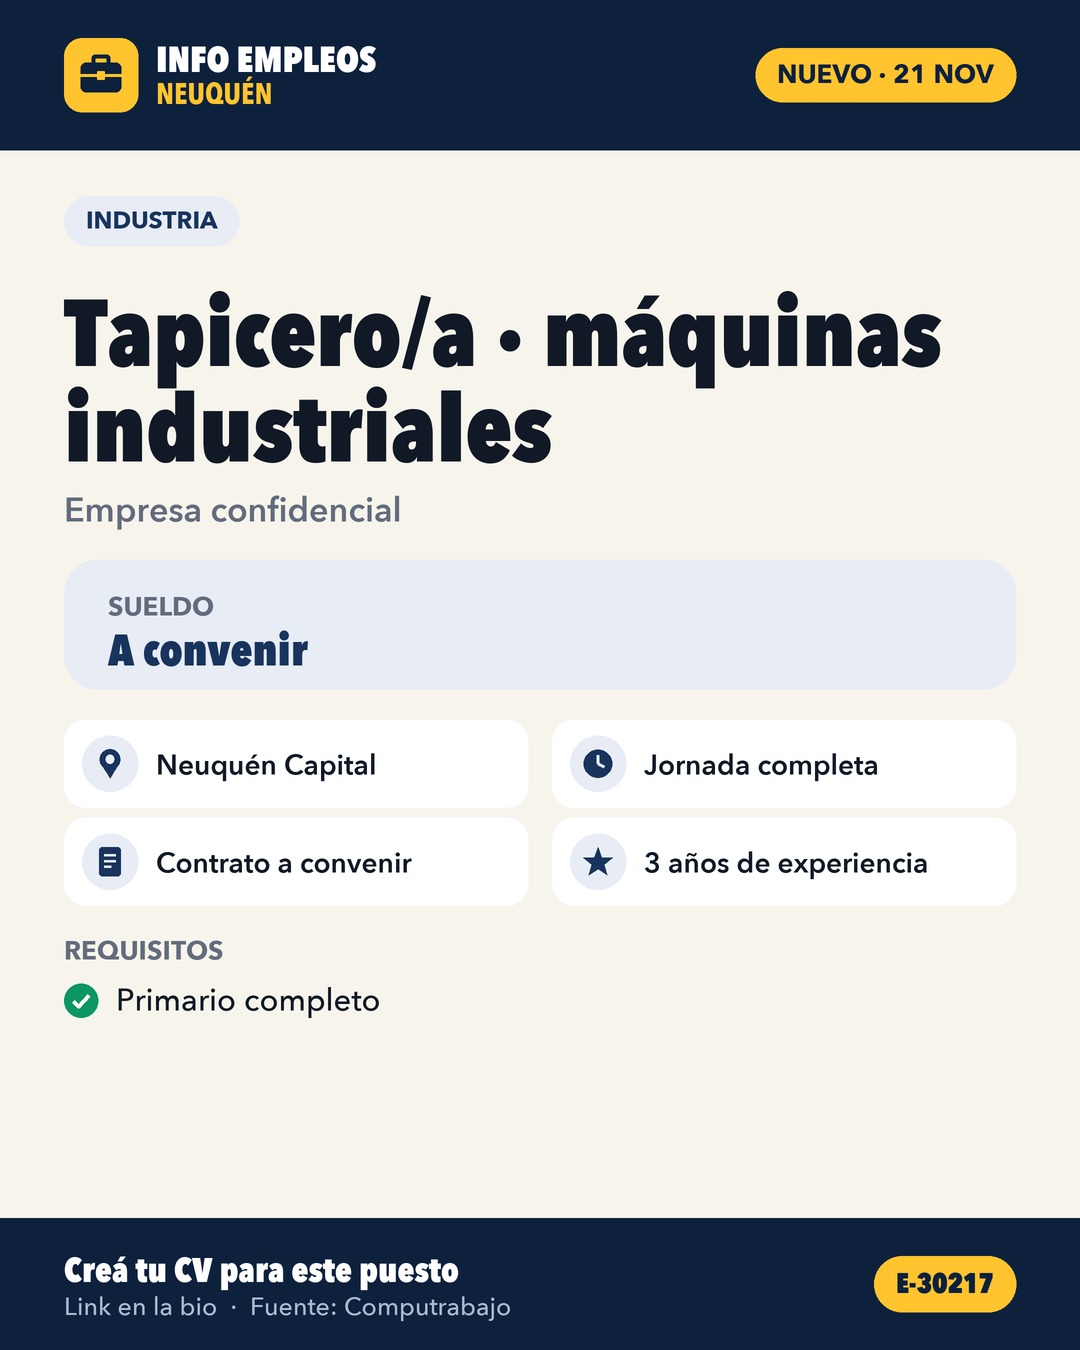 INFO EMPLEOS
NEUQUÉN
NUEVO · 21 NOV
INDUSTRIA
Tapicero/a · máquinas
industriales
Empresa confidencial
SUELDO
A convenir
Neuquén Capital
Jornada completa
Contrato a convenir
3 años de experiencia
REQUISITOS
Primario completo
Creá tu CV para este puesto
Link en la bio · Fuente: Computrabajo
E-30217